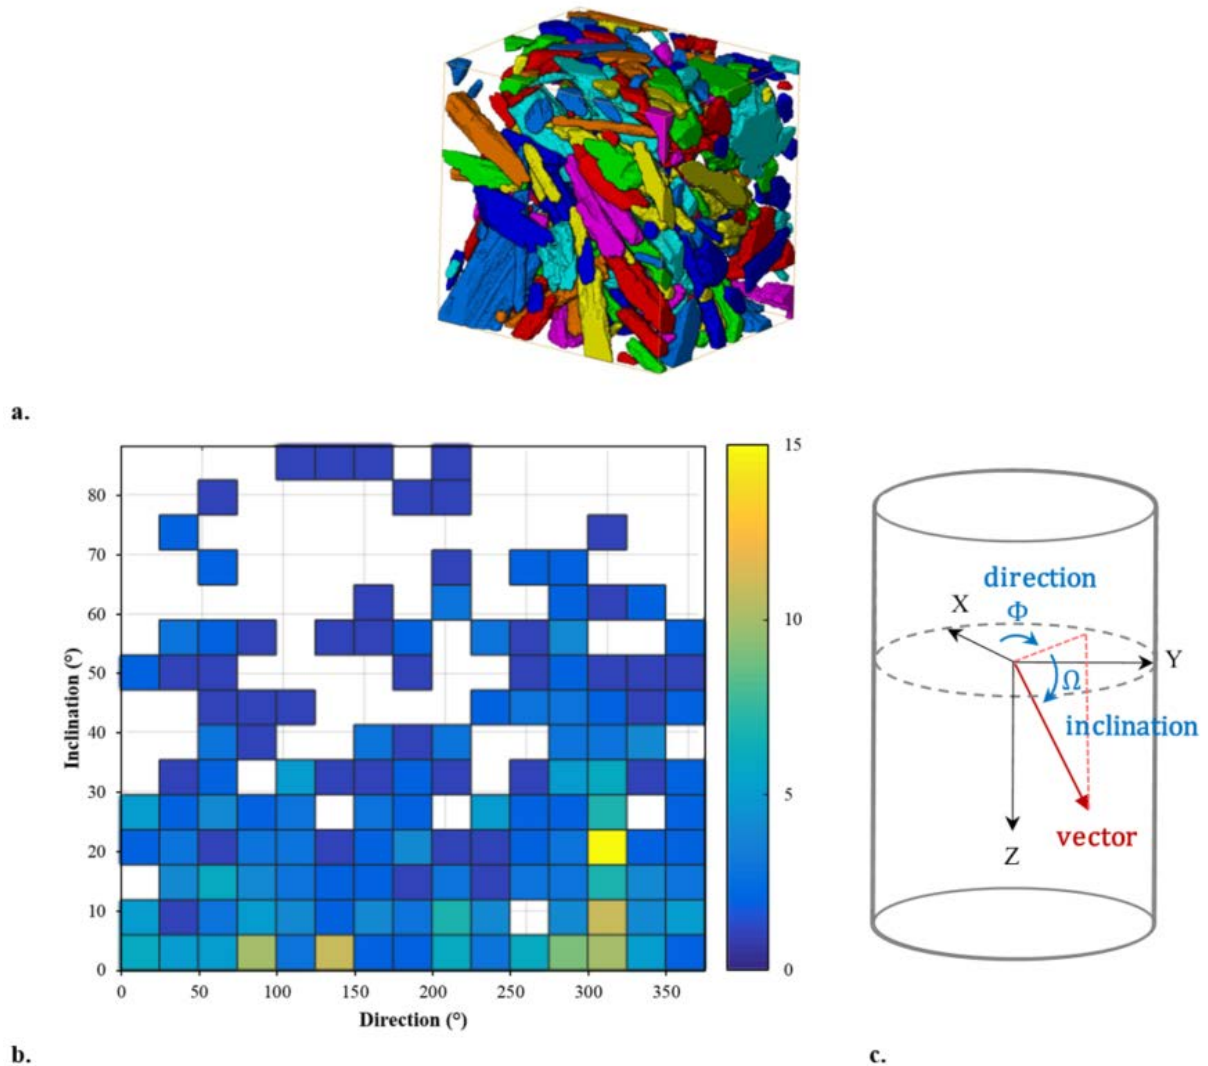 a.
15
10
5
0
80
70
60
50
40
30
20
10
0
Inclination (°)
0
50
100
150
200
250
300
350
Direction (°)
b.
direction
X
Φ
Y
Ω
inclination
vector
Z
c.